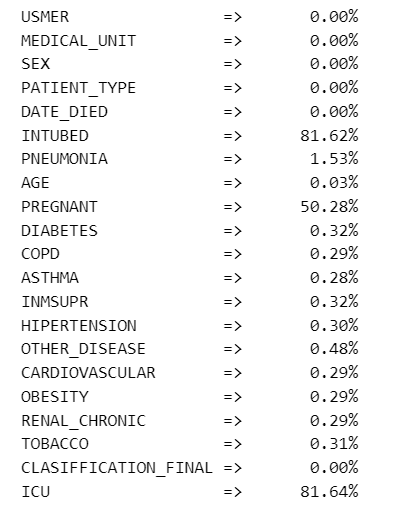 USMER => 0.00%
MEDICAL_UNIT => 0.00%
SEX => 0.00%
PATIENT_TYPE => 0.00%
DATE_DIED => 0.00%
INTUBED => 81.62%
PNEUMONIA => 1.53%
AGE => 0.03%
PREGNANT => 50.28%
DIABETES => 0.32%
COPD => 0.29%
ASTHMA => 0.28%
INMSUPR => 0.32%
HIPERTENSION => 0.30%
OTHER_DISEASE => 0.48%
CARDIOVASCULAR => 0.29%
OBESITY => 0.29%
RENAL_CHRONIC => 0.29%
TOBACCO => 0.31%
CLASIFFICATION_FINAL => 0.00%
ICU => 81.64%